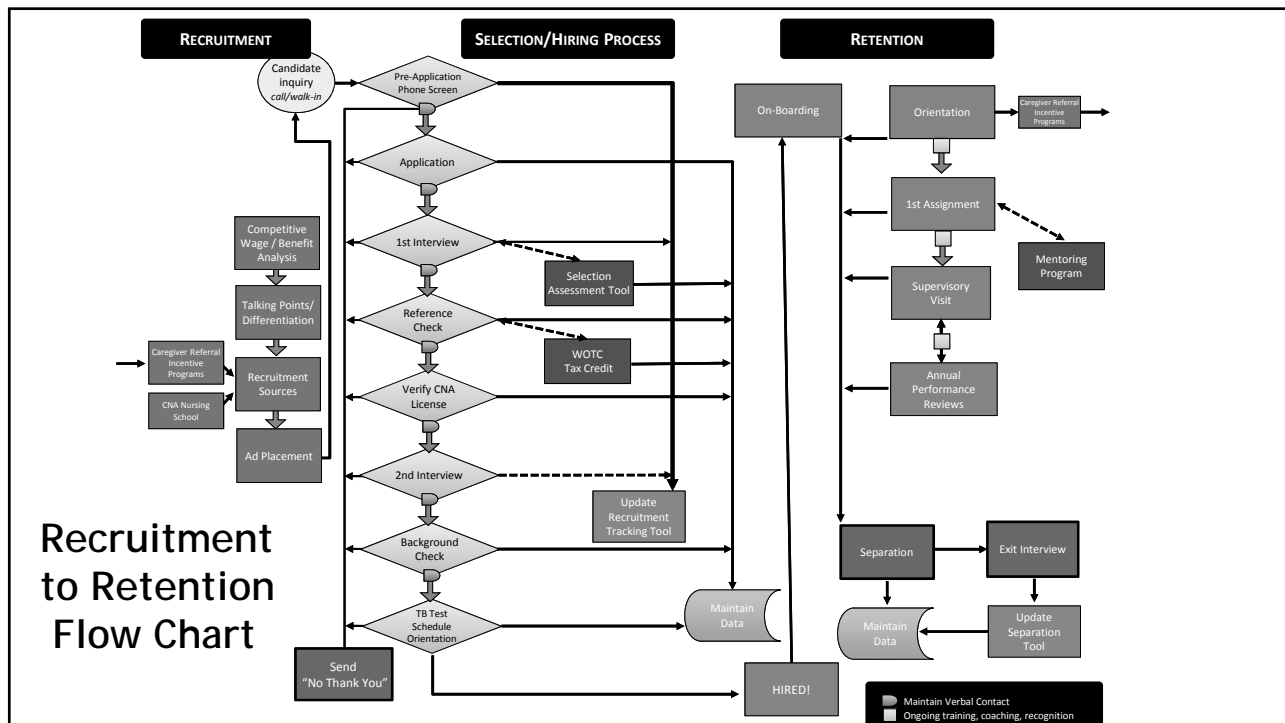 RECRUITMENT
SELECTION/HIRING PROCESS
RETENTION
Candidate
inquiry
call/walk-in
Pre-Application
Phone Screen
Application
1st Interview
Selection
Assessment Tool
Reference
Check
WOTC
Tax Credit
Verify CNA
License
2nd Interview
Update
Recruitment
Tracking Tool
Background
Check
TB Test
Schedule
Orientation
Maintain
Data
Send
"No Thank You"
HIRED!
Competitive
Wage / Benefit
Analysis
Talking Points/
Differentiation
Caregiver Referral
Incentive
Programs
CNA Nursing
School
Recruitment
Sources
Ad Placement
On-Boarding
Orientation
Caregiver Referral
Incentive
Programs
1st Assignment
Mentoring
Program
Supervisory
Visit
Annual
Performance
Reviews
Separation
Exit Interview
Maintain
Data
Update
Separation
Tool
Recruitment
to Retention
Flow Chart
Maintain Verbal Contact
Ongoing training, coaching, recognition